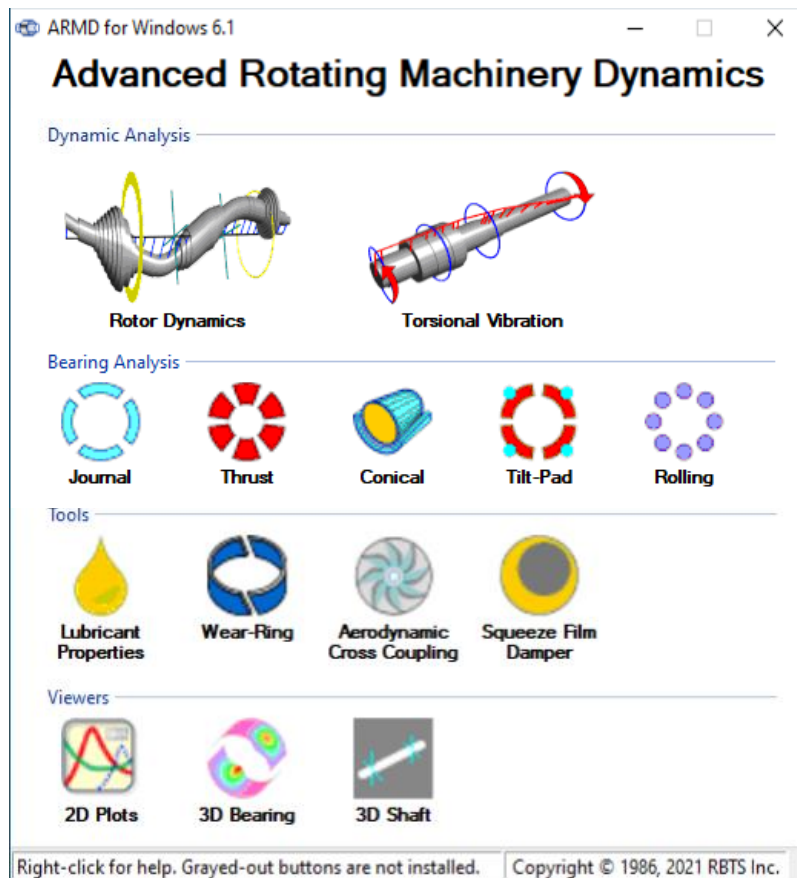 ARMD for Windows 6.1
Advanced Rotating Machinery Dynamics
Dynamic Analysis
Rotor Dynamics
Torsional Vibration
Bearing Analysis
Journal
Thrust
Conical
Tilt-Pad
Rolling
Tools
Lubricant
Properties
Wear-Ring
Aerodynamic
Cross Coupling
Squeeze Film
Damper
Viewers
2D Plots
3D Bearing
3D Shaft
Right-click for help. Grayed-out buttons are not installed.
Copyright © 1986, 2021 RBTS Inc.